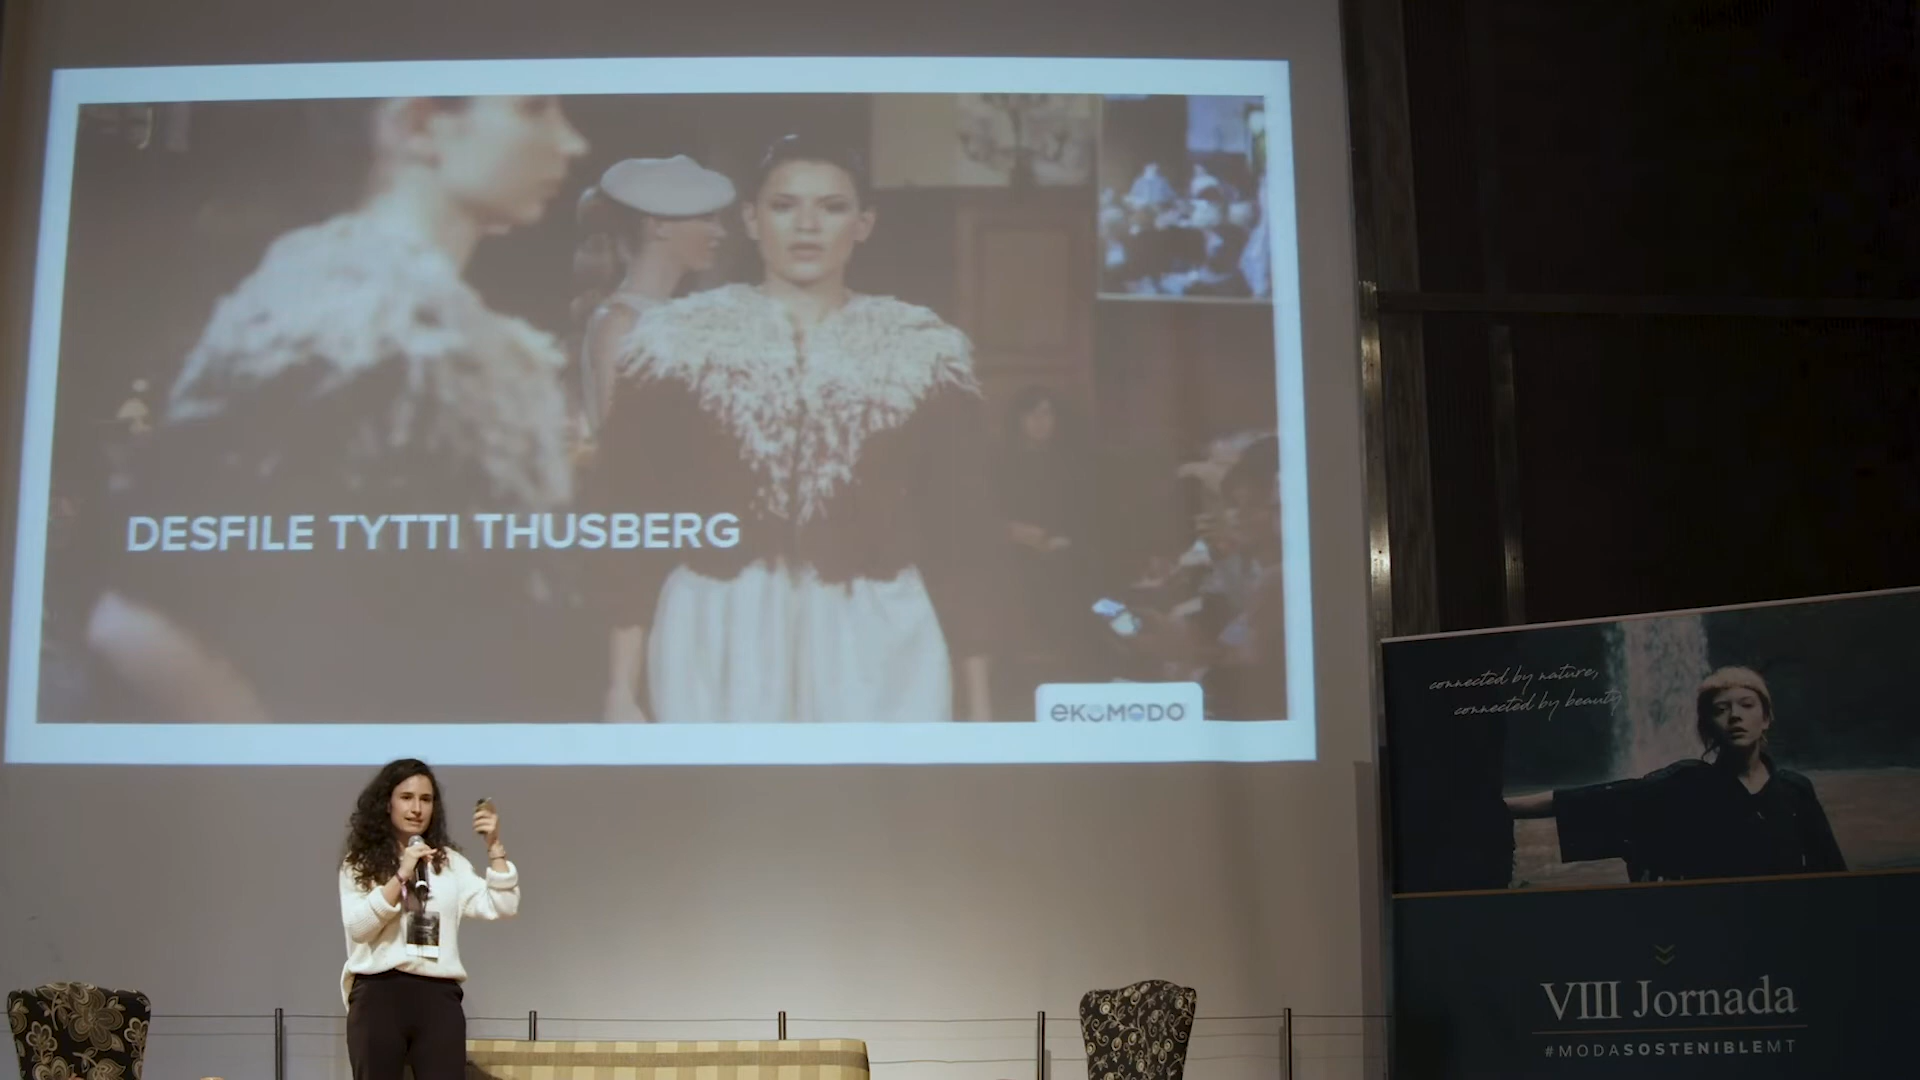 DESFILE TYTTI THUSBERG
eKOMODO
connected by nature,
connected by beauty
VIII Jornada
#MODASOSTENIBLEMT